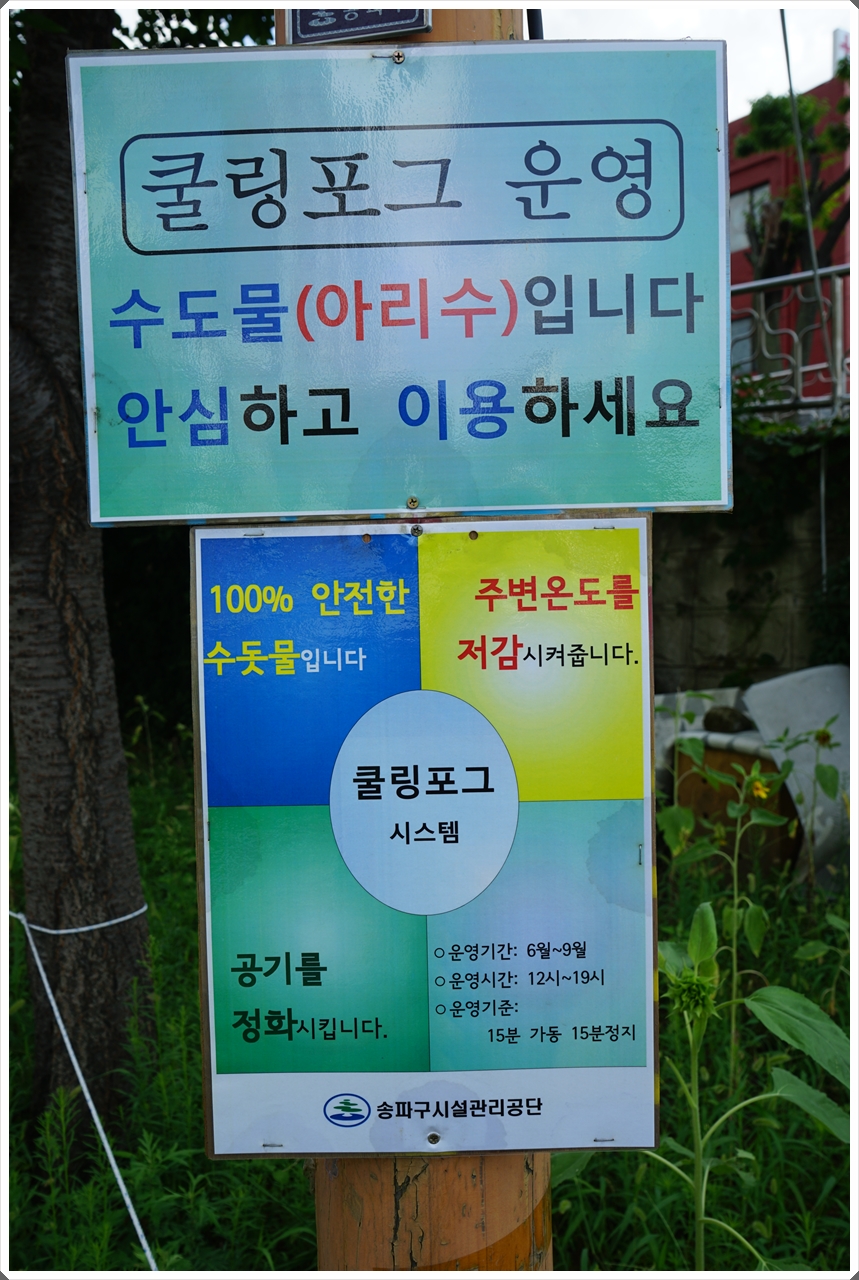 쿨링포그 운영
수도물(아리수)입니다
안심하고 이용하세요
100% 안전한
수돗물입니다
주변온도를
저감시켜줍니다.
쿨링포그
시스템
공기를
정화시킵니다.
○운영기간: 6월~9월
○운영시간: 12시~19시
○운영기준:
15분 가동 15분정지
송파구시설관리공단